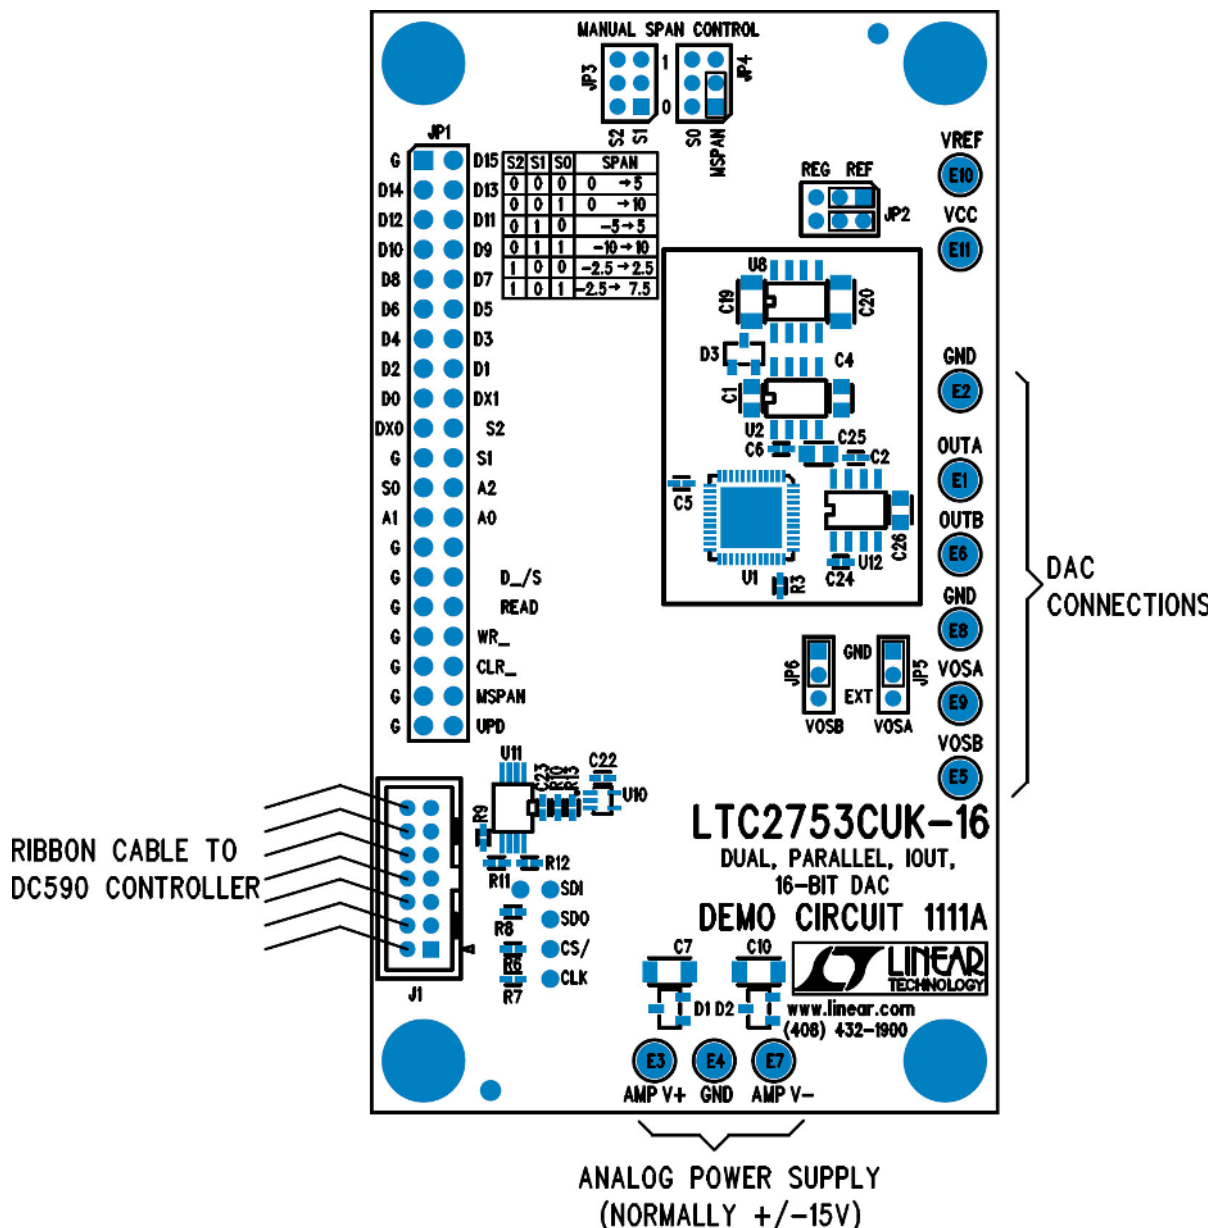 MANUAL SPAN CONTROL
JP3
1
0
JP4
S2
S1
S0
MSPAN
JP1
G D15
D14 D13
D12 D11
D10 D9
D8 D7
D6 D5
D4 D3
D2 D1
D0 DX1
DX0 S2
G S1
S0 A2
A1 A0
G
G D_/S
G READ
G WR_
G CLR_
G MSPAN
G UPD
S2 S1 S0 SPAN
0 0 0 0 → 5
0 0 1 0 → 10
0 1 0 -5 → 5
0 1 1 -10 → 10
1 0 0 -2.5 → 2.5
1 0 1 -2.5 → 7.5
REG REF
JP2
VREF
E10
VCC
E11
GND
E2
OUTA
E1
OUTB
E6
GND
E8
VOSA
E9
VOSB
E5
DAC
CONNECTIONS
U8
C19
C20
D3
C4
C1
U2
C6
C25
C2
C5
U1
R3
C24
U12
C26
JP6
GND
JP5
EXT
VOSB
VOSA
U11
C23
R10
R13
C22
U10
R9
R11
R12
SDI
R8
SDO
R6
CS/
R7
CLK
J1
RIBBON CABLE TO
DC590 CONTROLLER
LTC2753CUK-16
DUAL, PARALLEL, IOUT,
16-BIT DAC
DEMO CIRCUIT 1111A
LINEAR
TECHNOLOGY
www.linear.com
(408) 432-1900
C7
C10
D1
D2
E3
E4
E7
AMP V+ GND AMP V-
ANALOG POWER SUPPLY
(NORMALLY +/-15V)